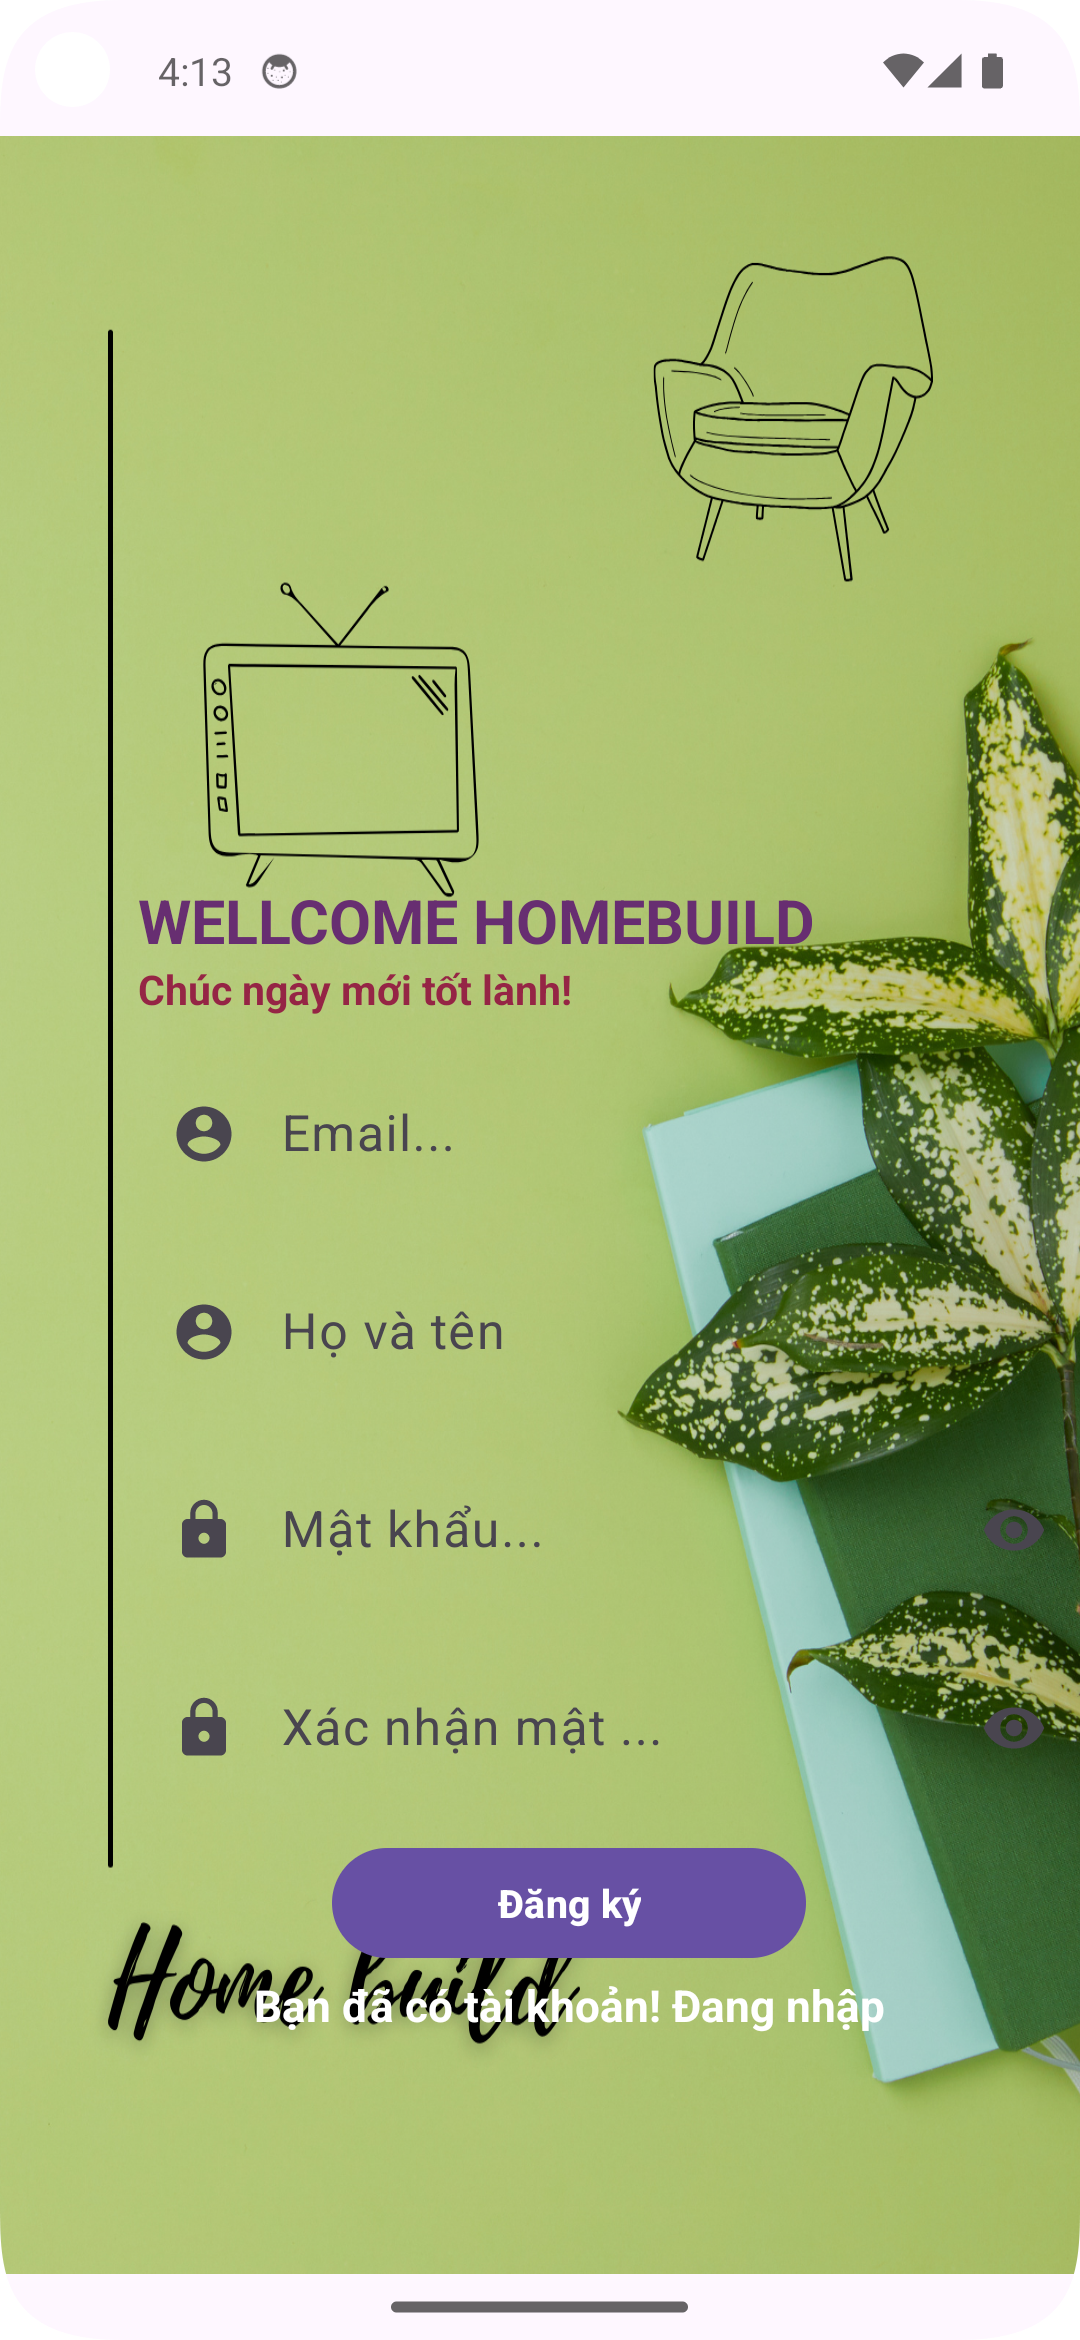 4:13
WELLCOME HOMEBUILD
Chúc ngày mới tốt lành!
Email...
Họ và tên
Mật khẩu...
Xác nhận mật ...
Đăng ký
Home build
Bạn đã có tài khoản! Đang nhập